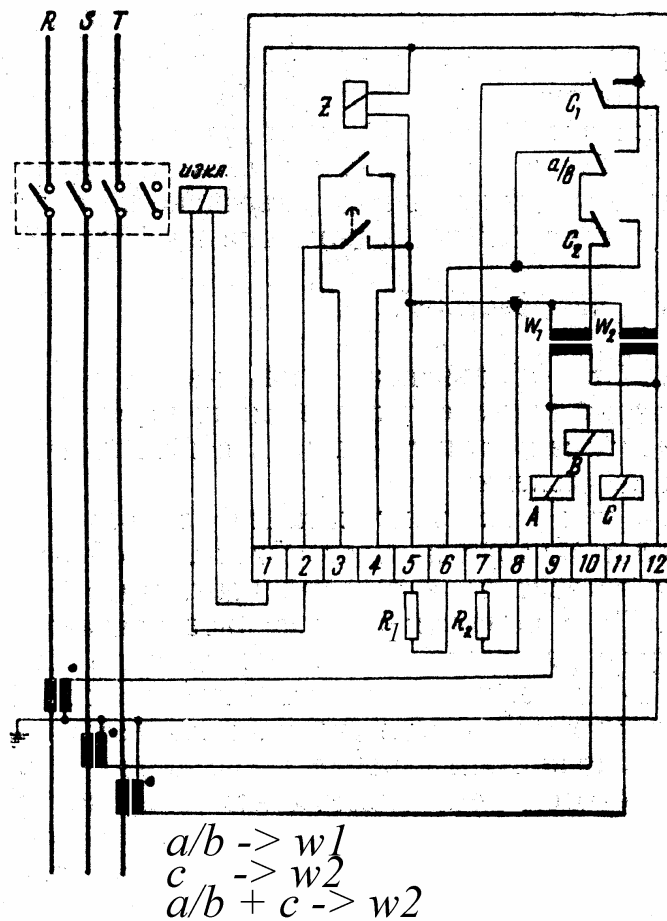 R S T
ИЗКЛ.
Z
C1
a/в
C2
W1 W2
B
A C
1 2 3 4 5 6 7 8 9 10 11 12
R1 R2
a/b -> w1
c -> w2
a/b + c -> w2